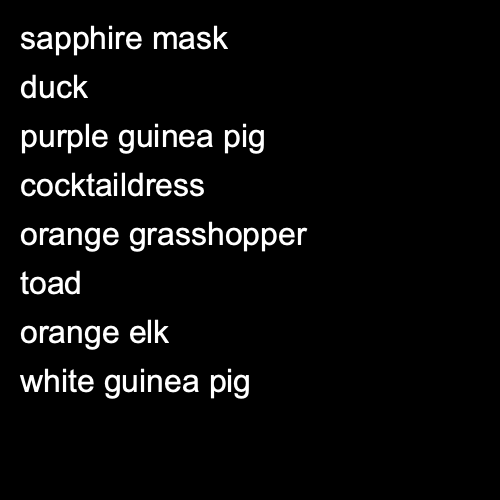 sapphire mask
duck
purple guinea pig
cocktaildress
orange grasshopper
toad
orange elk
white guinea pig